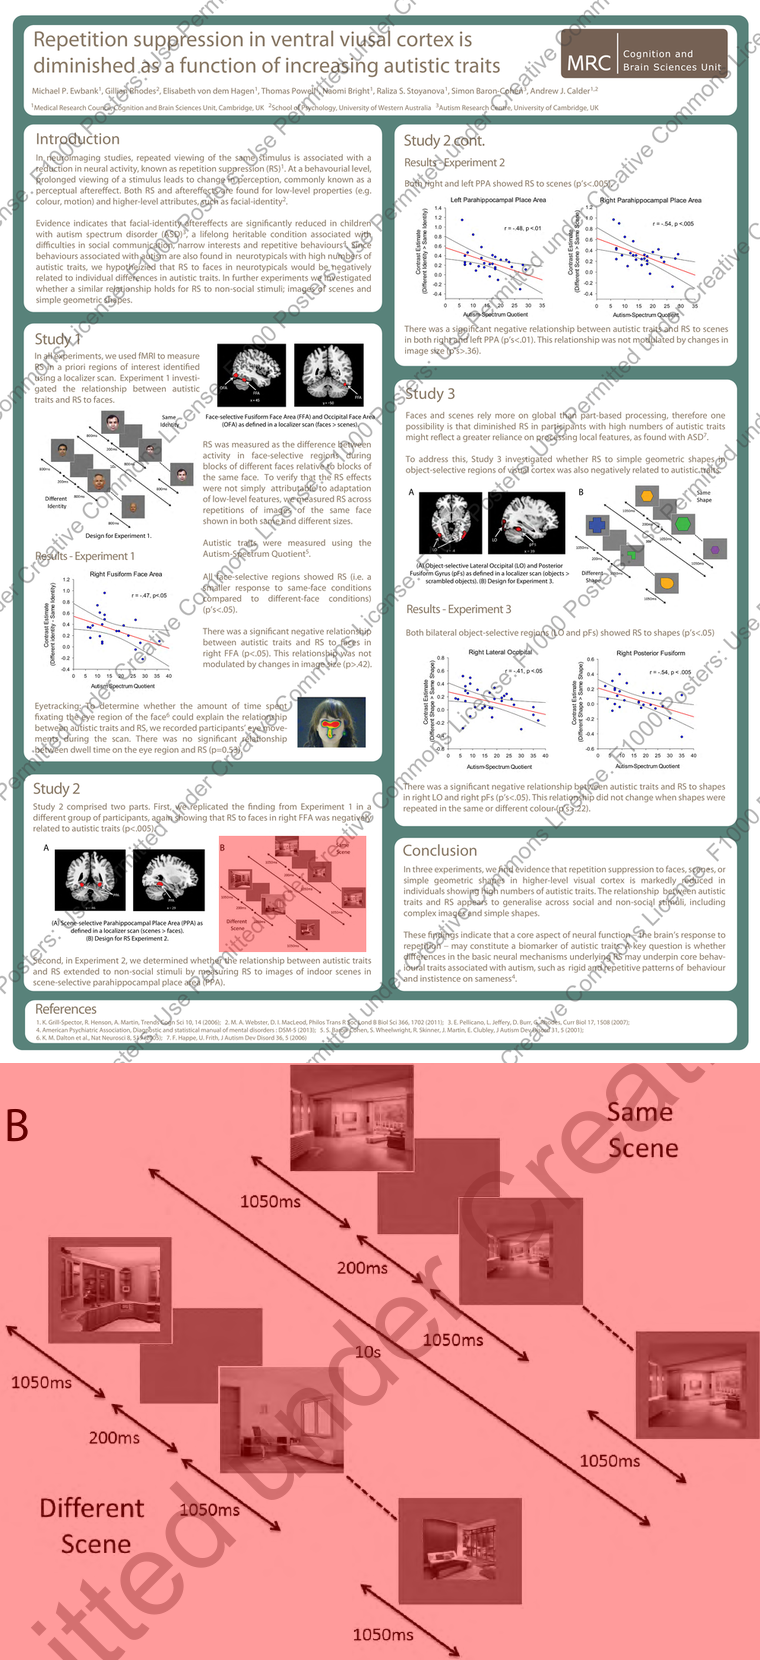 Repetition suppression in ventral viusal cortex is
diminished as a function of increasing autistic traits
MRC
Cognition and
Brain Sciences Unit
Michael P. Ewbank1, Gillian Rhodes2, Elisabeth von dem Hagen1, Thomas Powell1, Naomi Bright1, Raliza S. Stoyanova1, Simon Baron-Cohen3, Andrew J. Calder1,2
1Medical Research Council Cognition and Brain Sciences Unit, Cambridge, UK 2School of Psychology, University of Western Australia 3Autism Research Centre, University of Cambridge, UK
Introduction
In neuroimaging studies, repeated viewing of the same stimulus is associated with a
reduction in neural activity, known as repetition suppression (RS)1. At a behavioural level,
prolonged viewing of a stimulus leads to change in perception, commonly known as a
perceptual aftereffect. Both RS and aftereffects are found for low-level properties (e.g.
colour, motion) and higher-level attributes, such as facial-identity2.
Evidence indicates that facial-identity aftereffects are significantly reduced in children
with autism spectrum disorder (ASD)3, a lifelong heritable condition associated with
difficulties in social communication, narrow interests and repetitive behaviours4. Since
behaviours associated with autism are also found in neurotypicals with high numbers of
autistic traits, we hypothezied that RS to faces in neurotypicals would be negatively
related to individual differences in autistic traits. In further experiments we investigated
whether a similar relationship holds for RS to non-social stimuli; images of scenes and
simple geometric shapes.
Study 1
In all experiments, we used fMRI to measure
RS in a priori regions of interest identified
using a localizer scan. Experiment 1 investi-
gated the relationship between autistic
traits and RS to faces.
OFA
FFA
FFA
Face-selective Fusiform Face Area (FFA) and Occipital Face Area
(OFA) as defined in a localizer scan (faces > scenes).
Same
Identity
Different
Identity
Design for Experiment 1.
RS was measured as the difference between
activity in face-selective regions during
blocks of different faces relative to blocks of
the same face. To verify that the RS effects
were not simply attributable to adaptation
of low-level features, we measured RS across
repetitions of images of the same face
shown in both same and different sizes.
Autistic traits were measured using the
Autism-Spectrum Quotient5.
All face-selective regions showed RS (i.e. a
smaller response to same-face conditions
compared to different-face conditions)
(p's<.05).
There was a significant negative relationship
between autistic traits and RS to faces in
right FFA (p<.05). This relationship was not
modulated by changes in image size (p>.42).
Results - Experiment 1
Right Fusiform Face Area
r = -.47, p<.05
Contrast Estimate
(Different Identity > Same Identity)
Autism-Spectrum Quotient
Eyetracking: To determine whether the amount of time spent
fixating the eye region of the face6 could explain the relationship
between autistic traits and RS, we recorded participants' eye move-
ments during the scan. There was no significant relationship
between dwell time on the eye region and RS (p=0.53).
Study 2
Study 2 comprised two parts. First, we replicated the finding from Experiment 1 in a
different group of participants, again showing that RS to faces in right FFA was negatively
related to autistic traits (p<.005).
A
B
(A) Scene-selective Parahippocampal Place Area (PPA) as
defined in a localizer scan (scenes > faces).
(B) Design for RS Experiment 2.
Second, in Experiment 2, we determined whether the relationship between autistic traits
and RS extended to non-social stimuli by measuring RS to images of indoor scenes in
scene-selective parahippocampal place area (PPA).
Study 2 cont.
Results - Experiment 2
Both right and left PPA showed RS to scenes (p's<.005).
Left Parahippocampal Place Area
r = -.48, p <.01
Right Parahippocampal Place Area
r = -.54, p <.005
Autism-Spectrum Quotient
Autism-Spectrum Quotient
There was a significant negative relationship between autistic traits and RS to scenes
in both right and left PPA (p's<.01). This relationship was not modulated by changes in
image size (p's>.36).
Study 3
Faces and scenes rely more on global than part-based processing, therefore one
possibility is that diminished RS in participants with high numbers of autistic traits
might reflect a greater reliance on processing local features, as found with ASD7.
To address this, Study 3 investigated whether RS to simple geometric shapes in
object-selective regions of visual cortex was also negatively related to autistic traits.
A
B
Same
Shape
Different
Shape
(A) Object-selective Lateral Occipital (LO) and Posterior
Fusiform Gyrus (pFs) as defined in a localizer (objects >
scrambled objects). (B) Design for Experiment 3.
Results - Experiment 3
Both bilateral object-selective regions (LO and pFs) showed RS to shapes (p's<.05)
Right Lateral Occipital
r = -.41, p <.05
Right Posterior Fusiform
r = -.54, p < .005
Contrast Estimate
(Different Shape > Same Shape)
Autism-Spectrum Quotient
Autism-Spectrum Quotient
There was a significant negative relationship between autistic traits and RS to shapes
in right LO and right pFs (p's<.05). This relationship did not change when shapes were
repeated in the same or different colour (p's>.22).
Conclusion
In three experiments, we find evidence that repetition suppression to faces, scenes, or
simple geometric shapes in higher-level visual cortex is markedly reduced in
individuals showing high numbers of autistic traits. The relationship between autistic
traits and RS appears to generalise across social and non-social stimuli, including
complex images and simple shapes.
These findings indicate that a core aspect of neural function – the brain's response to
repetition – may constitute a biomarker of autistic traits. A key question is whether
differences in the basic neural mechanisms underlying RS may underpin core behav-
ioural traits associated with autism, such as rigid and repetitive patterns of behaviour
and insistence on sameness4.
References
1. K. Grill-Spector, R. Henson, A. Martin, Trends Cogn Sci 10, 14 (2006); 2. M. A. Webster, D. I. MacLeod, Philos Trans R Soc Lond B Biol Sci 366, 1702 (2011); 3. E. Pellicano, L. Jeffery, D. Burr, G. Rhodes, Curr Biol 17, 1508 (2007);
4. American Psychiatric Association, Diagnostic and statistical manual of mental disorders : DSM-5 (2013); 5. S. Baron-Cohen, S. Wheelwright, R. Skinner, J. Martin, E. Clubley, J Autism Dev Disord 31, 5 (2001);
6. K. M. Dalton et al., Nat Neurosci 8, 519 (2005); 7. F. Happe, U. Frith, J Autism Dev Disord 36, 5 (2006)
B
Same
Scene
1050ms
200ms
1050ms
10s
1050ms
1050ms
200ms
1050ms
Different
Scene
1050ms
itted under Creati